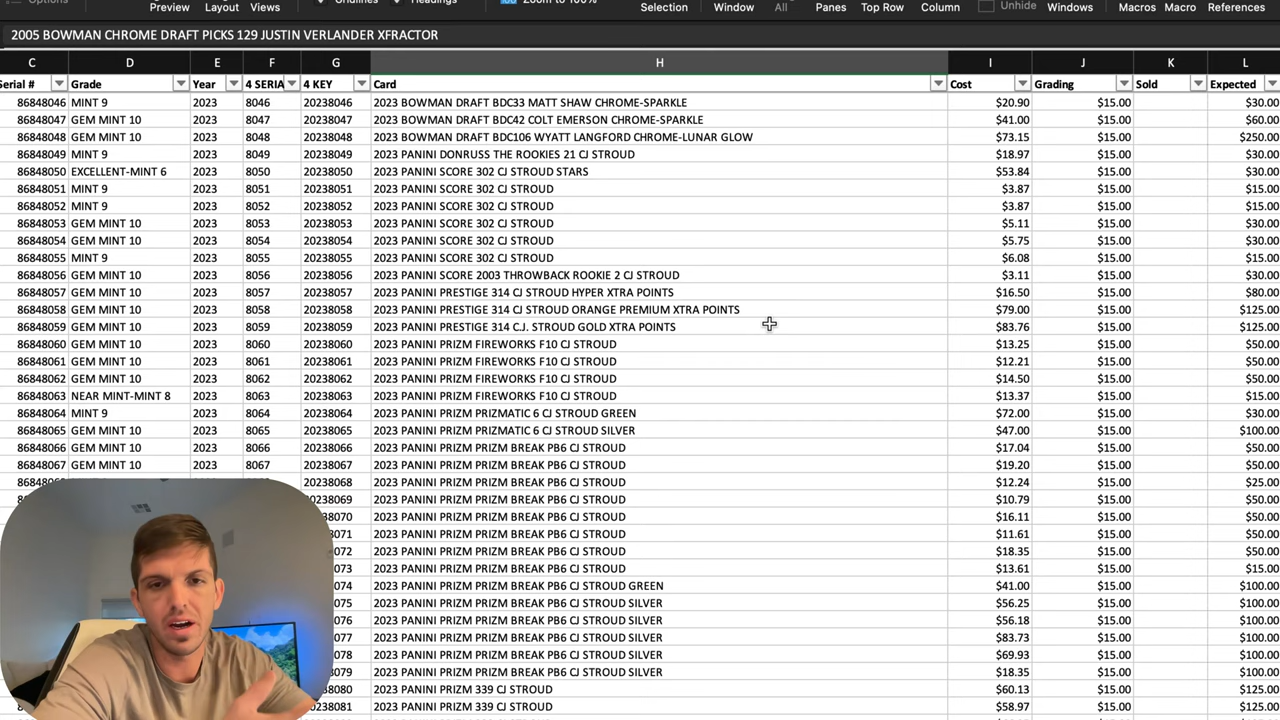 Options Gridlines Headings Zoom to 100% Unhide
Preview Layout Views Selection Window All Panes Top Row Column Windows Macros Macro References
2005 BOWMAN CHROME DRAFT PICKS 129 JUSTIN VERLANDER XFRACTOR
C D E F G H I J K L
Serial # Grade Year 4 SERIA 4 KEY Card Cost Grading Sold Expected
86848046 MINT 9 2023 8046 20238046 2023 BOWMAN DRAFT BDC33 MATT SHAW CHROME-SPARKLE $20.90 $15.00 $30.00
86848047 GEM MINT 10 2023 8047 20238047 2023 BOWMAN DRAFT BDC42 COLT EMERSON CHROME-SPARKLE $41.00 $15.00 $60.00
86848048 GEM MINT 10 2023 8048 20238048 2023 BOWMAN DRAFT BDC106 WYATT LANGFORD CHROME-LUNAR GLOW $73.15 $15.00 $250.00
86848049 MINT 9 2023 8049 20238049 2023 PANINI DONRUSS THE ROOKIES 21 CJ STROUD $18.97 $15.00 $30.00
86848050 EXCELLENT-MINT 6 2023 8050 20238050 2023 PANINI SCORE 302 CJ STROUD STARS $53.84 $15.00 $30.00
86848051 MINT 9 2023 8051 20238051 2023 PANINI SCORE 302 CJ STROUD $3.87 $15.00 $15.00
86848052 MINT 9 2023 8052 20238052 2023 PANINI SCORE 302 CJ STROUD $3.87 $15.00 $15.00
86848053 GEM MINT 10 2023 8053 20238053 2023 PANINI SCORE 302 CJ STROUD $5.11 $15.00 $30.00
86848054 GEM MINT 10 2023 8054 20238054 2023 PANINI SCORE 302 CJ STROUD $5.75 $15.00 $30.00
86848055 MINT 9 2023 8055 20238055 2023 PANINI SCORE 302 CJ STROUD $6.08 $15.00 $15.00
86848056 GEM MINT 10 2023 8056 20238056 2023 PANINI SCORE 2003 THROWBACK ROOKIE 2 CJ STROUD $3.11 $15.00 $30.00
86848057 GEM MINT 10 2023 8057 20238057 2023 PANINI PRESTIGE 314 CJ STROUD HYPER XTRA POINTS $16.50 $15.00 $80.00
86848058 GEM MINT 10 2023 8058 20238058 2023 PANINI PRESTIGE 314 CJ STROUD ORANGE PREMIUM XTRA POINTS $79.00 $15.00 $125.00
86848059 GEM MINT 10 2023 8059 20238059 2023 PANINI PRESTIGE 314 C.J. STROUD GOLD XTRA POINTS $83.76 $15.00 $125.00
86848060 GEM MINT 10 2023 8060 20238060 2023 PANINI PRIZM FIREWORKS F10 CJ STROUD $13.25 $15.00 $50.00
86848061 GEM MINT 10 2023 8061 20238061 2023 PANINI PRIZM FIREWORKS F10 CJ STROUD $12.21 $15.00 $50.00
86848062 GEM MINT 10 2023 8062 20238062 2023 PANINI PRIZM FIREWORKS F10 CJ STROUD $14.50 $15.00 $50.00
86848063 NEAR MINT-MINT 8 2023 8063 20238063 2023 PANINI PRIZM FIREWORKS F10 CJ STROUD $13.37 $15.00 $15.00
86848064 MINT 9 2023 8064 20238064 2023 PANINI PRIZM PRIZMATIC 6 CJ STROUD GREEN $72.00 $15.00 $30.00
86848065 GEM MINT 10 2023 8065 20238065 2023 PANINI PRIZM PRIZMATIC 6 CJ STROUD SILVER $47.00 $15.00 $100.00
86848066 GEM MINT 10 2023 8066 20238066 2023 PANINI PRIZM PRIZM BREAK PB6 CJ STROUD $17.04 $15.00 $50.00
86848067 GEM MINT 10 2023 8067 20238067 2023 PANINI PRIZM PRIZM BREAK PB6 CJ STROUD $19.20 $15.00 $50.00
20238068 2023 PANINI PRIZM PRIZM BREAK PB6 CJ STROUD $12.24 $15.00 $25.00
20238069 2023 PANINI PRIZM PRIZM BREAK PB6 CJ STROUD $10.79 $15.00 $50.00
38070 2023 PANINI PRIZM PRIZM BREAK PB6 CJ STROUD $16.11 $15.00 $50.00
8071 2023 PANINI PRIZM PRIZM BREAK PB6 CJ STROUD $11.61 $15.00 $50.00
072 2023 PANINI PRIZM PRIZM BREAK PB6 CJ STROUD $18.35 $15.00 $50.00
073 2023 PANINI PRIZM PRIZM BREAK PB6 CJ STROUD $13.61 $15.00 $15.00
074 2023 PANINI PRIZM PRIZM BREAK PB6 CJ STROUD GREEN $41.00 $15.00 $100.00
075 2023 PANINI PRIZM PRIZM BREAK PB6 CJ STROUD SILVER $56.25 $15.00 $100.00
076 2023 PANINI PRIZM PRIZM BREAK PB6 CJ STROUD SILVER $56.18 $15.00 $100.00
077 2023 PANINI PRIZM PRIZM BREAK PB6 CJ STROUD SILVER $83.73 $15.00 $100.00
078 2023 PANINI PRIZM PRIZM BREAK PB6 CJ STROUD SILVER $69.93 $15.00 $100.00
079 2023 PANINI PRIZM PRIZM BREAK PB6 CJ STROUD SILVER $18.35 $15.00 $100.00
38080 2023 PANINI PRIZM 339 CJ STROUD $60.13 $15.00 $125.00
238081 2023 PANINI PRIZM 339 CJ STROUD $58.97 $15.00 $125.00